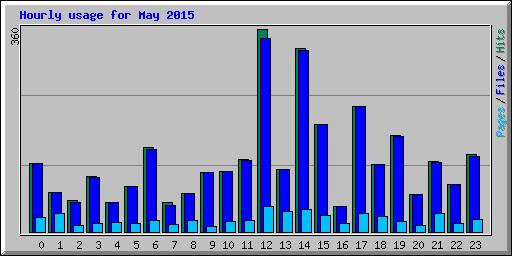 Hourly usage for May 2015
360
Pages / Files / Hits
0 1 2 3 4 5 6 7 8 9 10 11 12 13 14 15 16 17 18 19 20 21 22 23